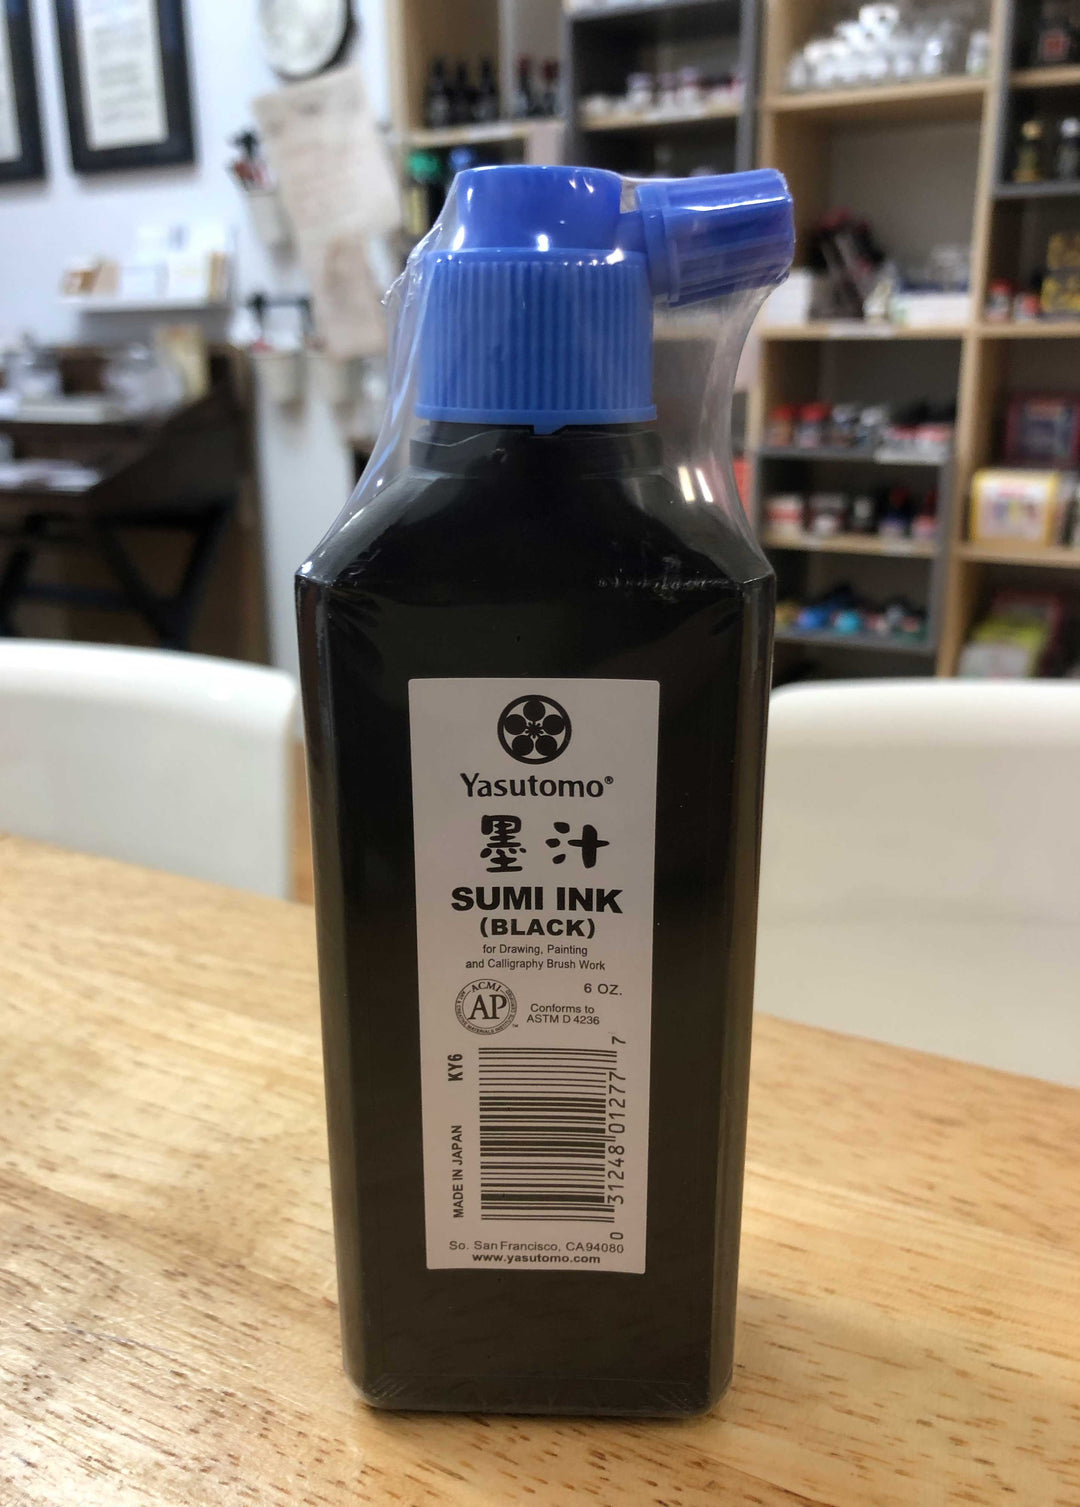 Yasutomo®
墨汁
SUMI INK
(BLACK)
for Drawing, Painting
and Calligraphy Brush Work
6 OZ.
ACMI
AP
™
Conforms to
ASTM D 4236
KY6
MADE IN JAPAN
0 31248 01277 7
So. San Francisco, CA 94080
www.yasutomo.com